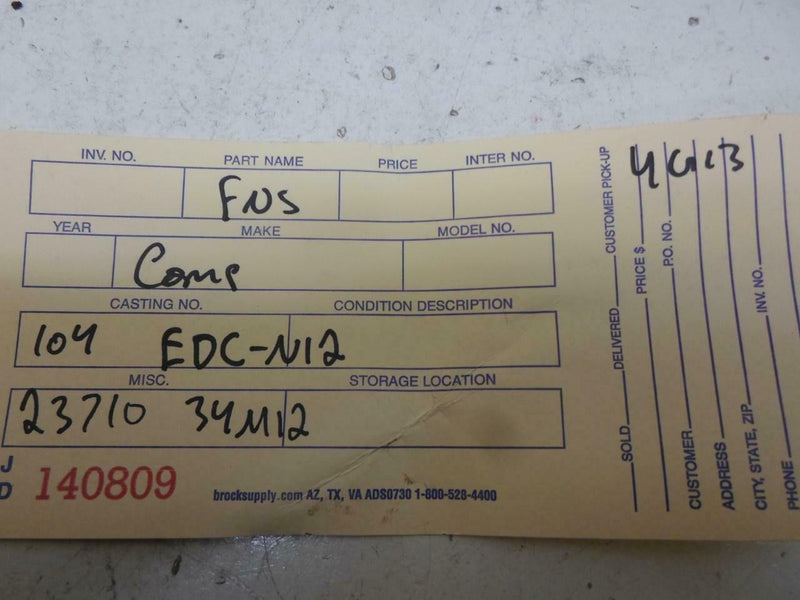 INV. NO. PART NAME PRICE INTER NO.
FNS
YEAR MAKE MODEL NO.
Comp
CASTING NO. CONDITION DESCRIPTION
104 EDC-N12
MISC. STORAGE LOCATION
23710 34M12
J
D 140809 brocksupply.com AZ, TX, VA ADS0730 1-800-528-4400
SOLD DELIVERED CUSTOMER PICK-UP
PRICE $
P.O. NO.
CUSTOMER
ADDRESS
CITY, STATE, ZIP INV. NO.
PHONE